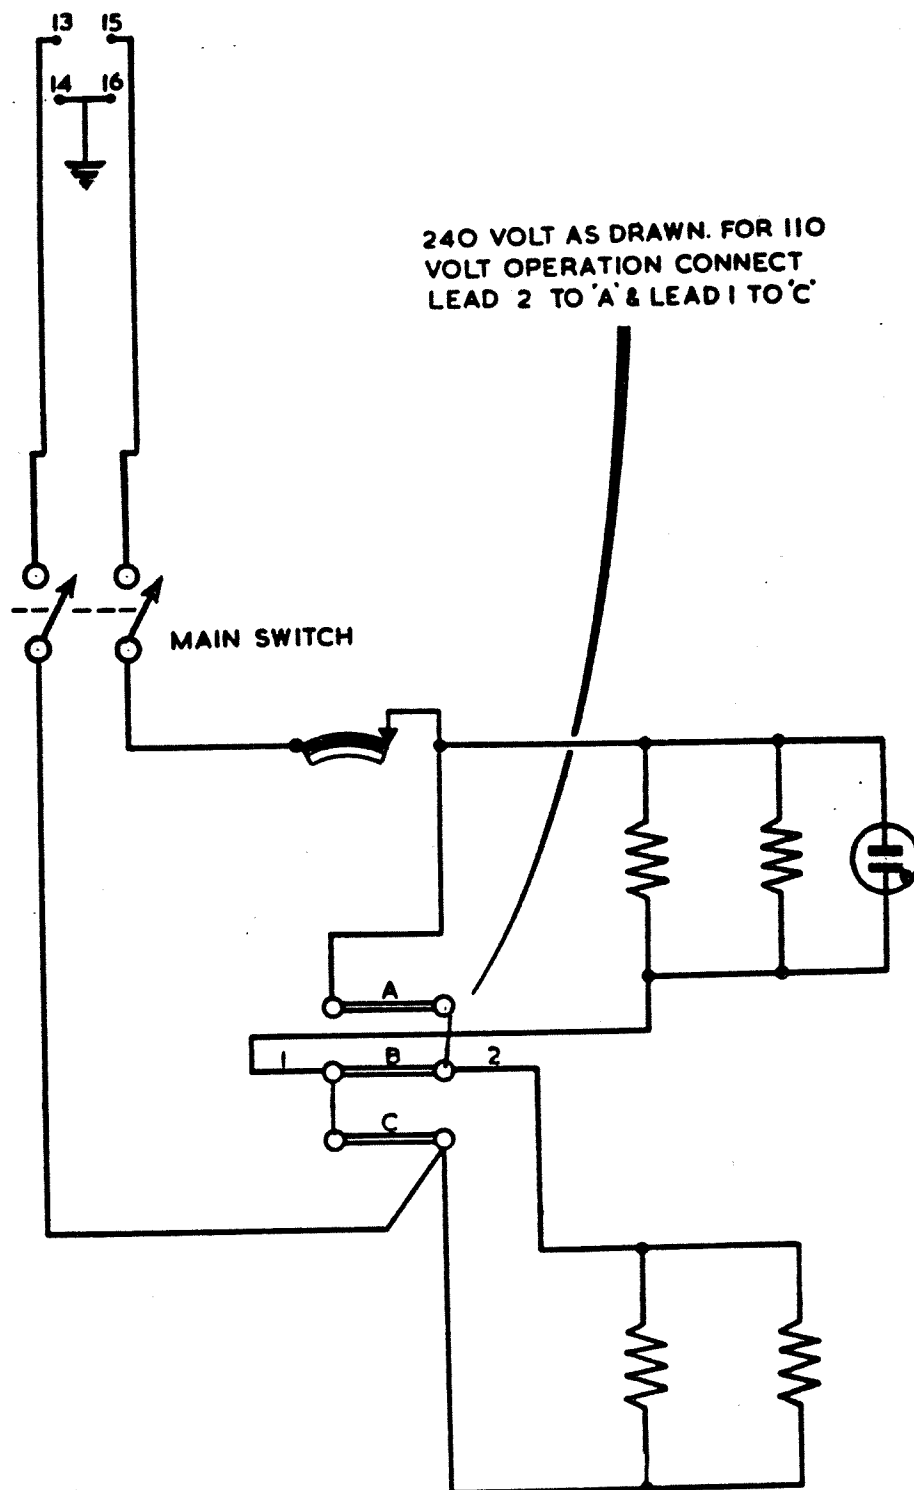 13 15
14 16
240 VOLT AS DRAWN. FOR 110
VOLT OPERATION CONNECT
LEAD 2 TO 'A' & LEAD 1 TO 'C'
MAIN SWITCH
A
1 B 2
C